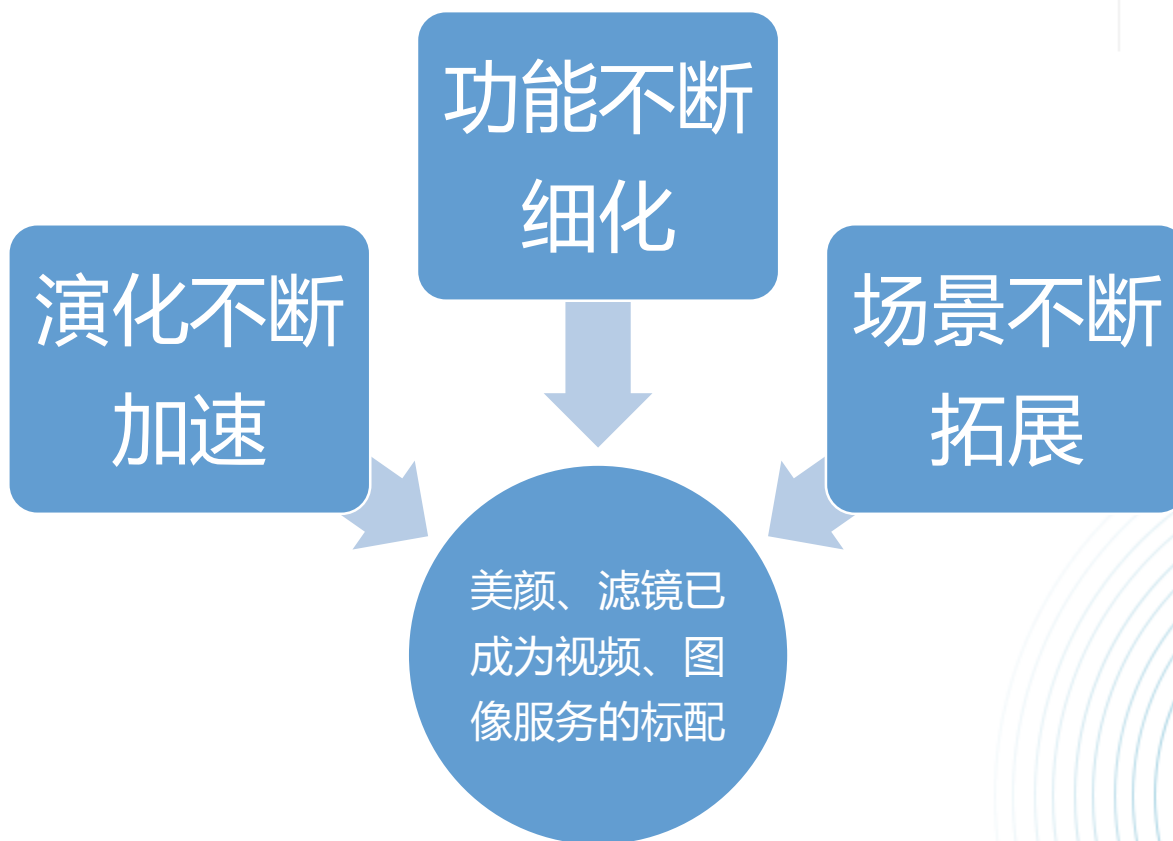 功能不断
细化
演化不断
加速
场景不断
拓展
美颜、滤镜已
成为视频、图
像服务的标配